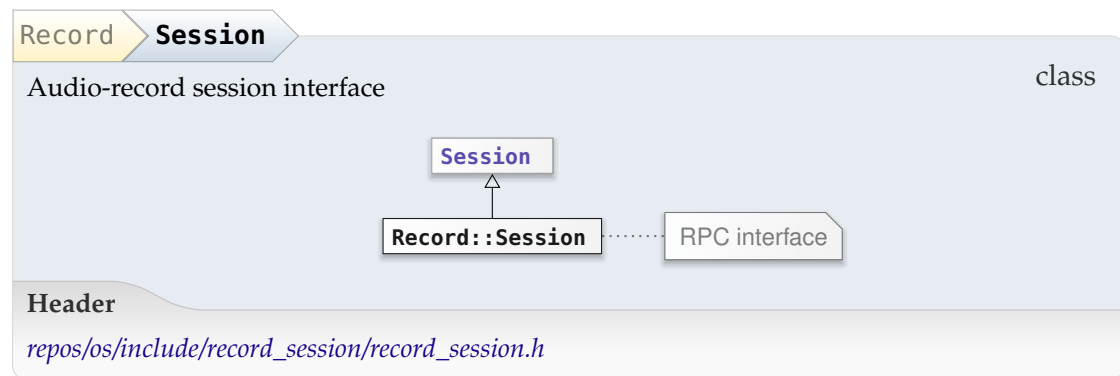 Record Session
class
Audio-record session interface
Session
Record::Session RPC interface
Header
repos/os/include/record_session/record_session.h